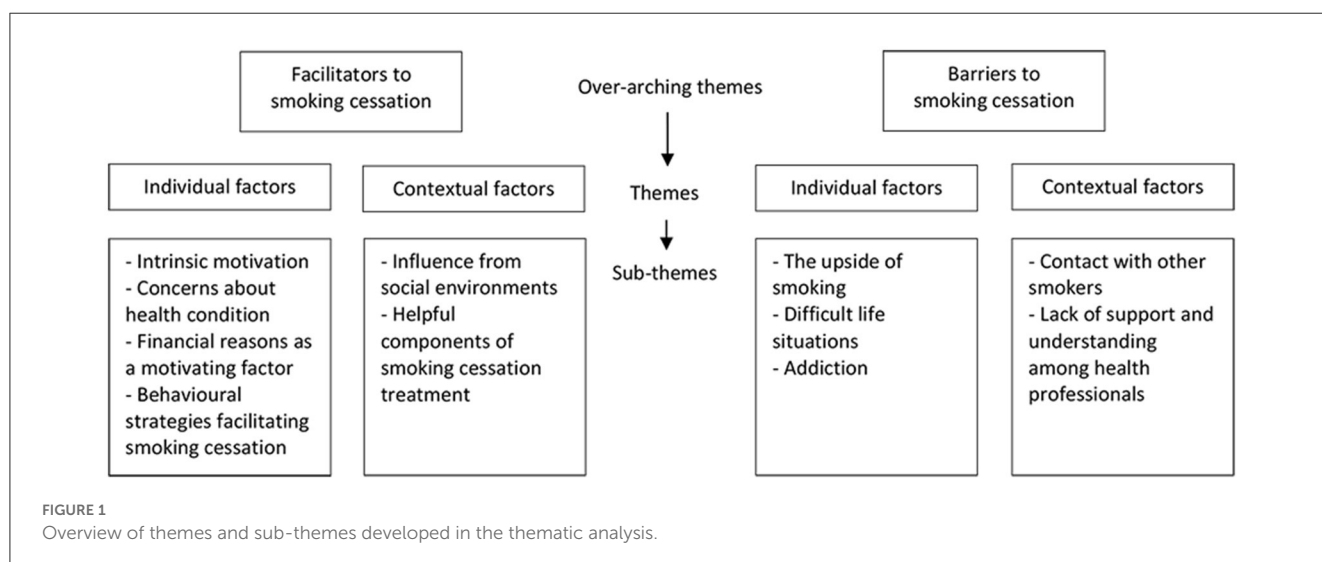 Facilitators to
smoking cessation
Over-arching themes
Barriers to
smoking cessation
Individual factors
Contextual factors
Themes
Individual factors
Contextual factors
- Intrinsic motivation
- Concerns about
health condition
- Financial reasons as
a motivating factor
- Behavioural
strategies facilitating
smoking cessation
- Influence from
social environments
- Helpful
components of
smoking cessation
treatment
Sub-themes
- The upside of
smoking
- Difficult life
situations
- Addiction
- Contact with other
smokers
- Lack of support and
understanding
among health
professionals
FIGURE 1
Overview of themes and sub-themes developed in the thematic analysis.